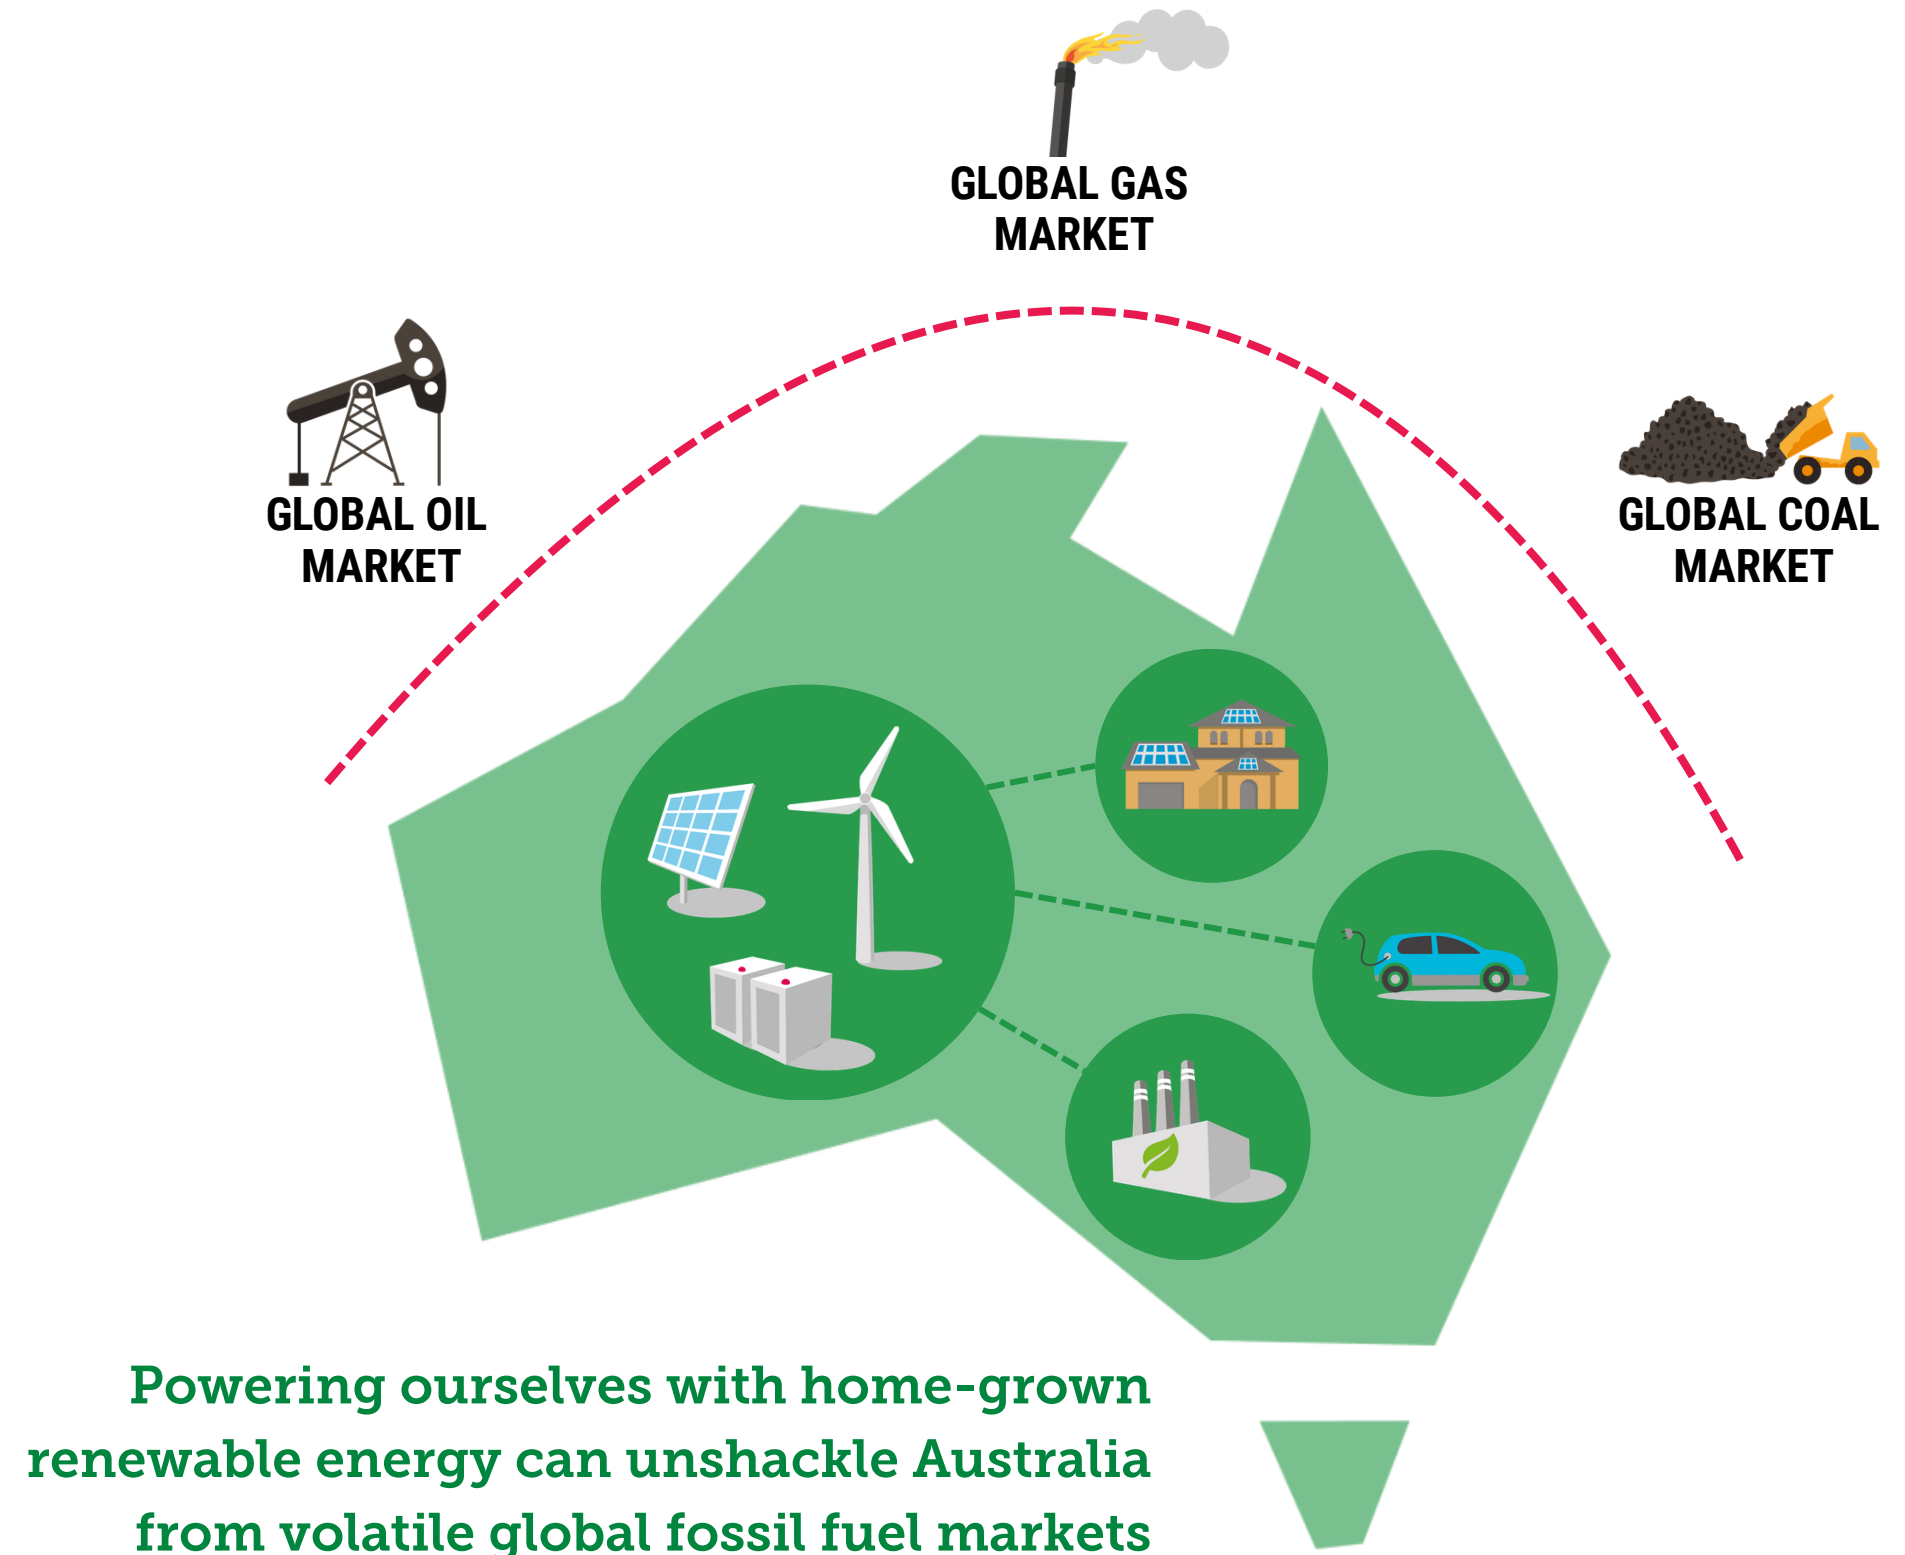 GLOBAL GAS
MARKET
GLOBAL OIL
MARKET
GLOBAL COAL
MARKET
Powering ourselves with home-grown
renewable energy can unshackle Australia
from volatile global fossil fuel markets